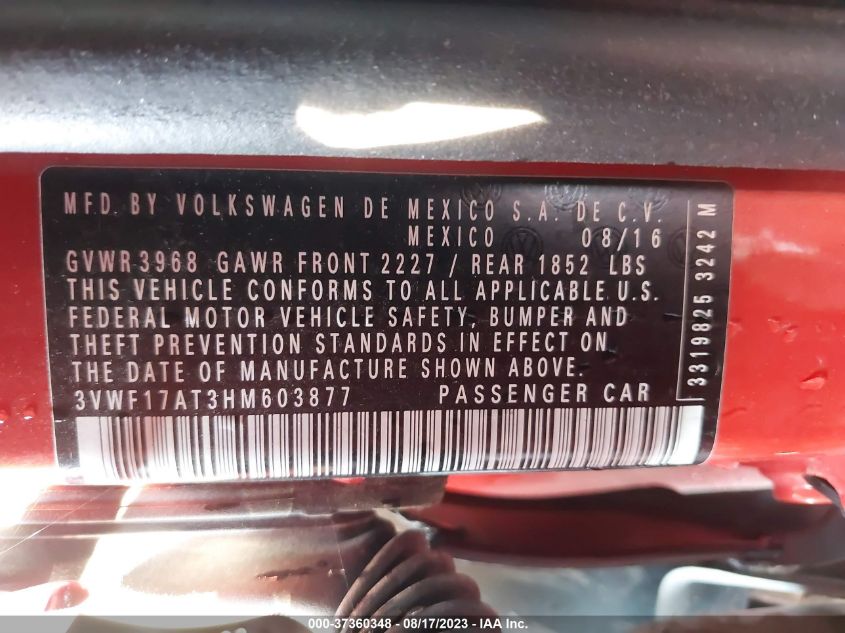 MFD BY VOLKSWAGEN DE MEXICO S.A. DE C.V.
MEXICO 08/16
GVWR 3968 GAWR FRONT 2227 / REAR 1852 LBS
THIS VEHICLE CONFORMS TO ALL APPLICABLE U.S.
FEDERAL MOTOR VEHICLE SAFETY, BUMPER AND
THEFT PREVENTION STANDARDS IN EFFECT ON
THE DATE OF MANUFACTURE SHOWN ABOVE.
3VWF17AT3HM603877 PASSENGER CAR
3319825 3242 M
000-37360348 - 08/17/2023 - IAA Inc.